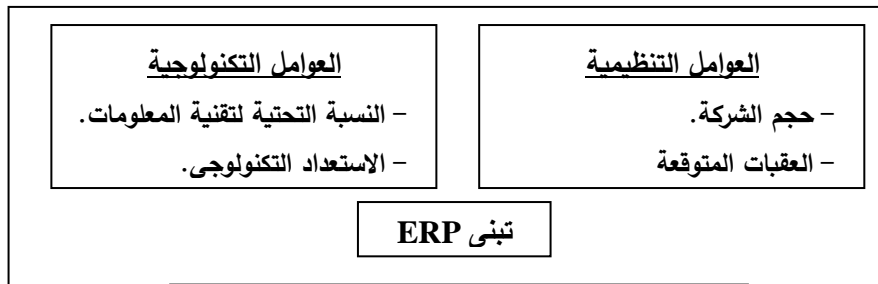 العوامل التنظيمية
- حجم الشركة.
- العقبات المتوقعة
العوامل التكنولوجية
- النسبة التحتية لتقنية المعلومات.
- الاستعداد التكنولوجى.
تبنى ERP